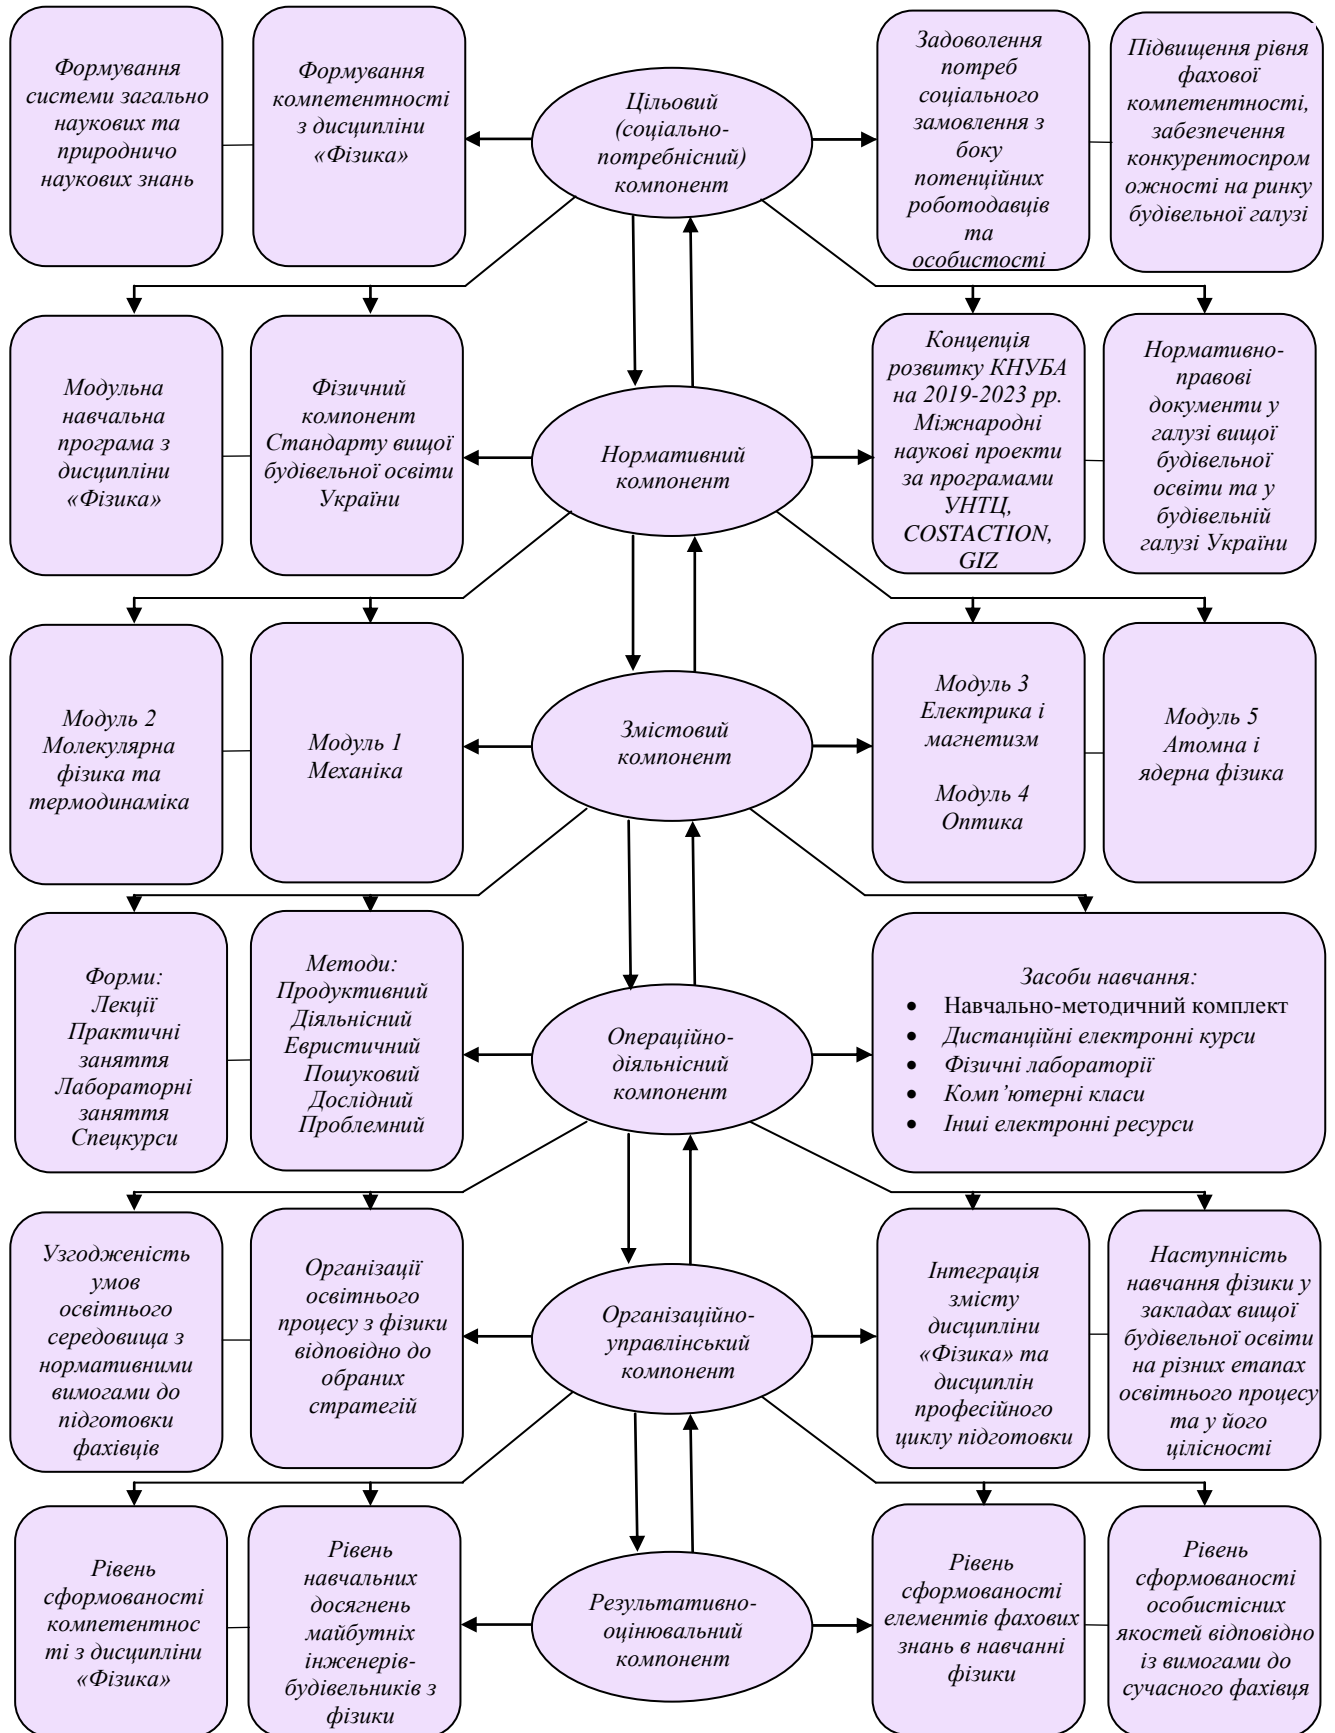 Формування
системи загально
наукових та
природничо
наукових знань
Формування
компетентності
з дисципліни
«Фізика»
Цільовий
(соціально-
потребнісний)
компонент
Задоволення
потреб
соціального
замовлення з
боку
потенційних
роботодавців
та
особистості
Підвищення рівня
фахової
компетентності,
забезпечення
конкурентоспром
ожності на ринку
будівельної галузі
Модульна
навчальна
програма з
дисципліни
«Фізика»
Фізичний
компонент
Стандарту вищої
будівельної освіти
України
Нормативний
компонент
Концепція
розвитку КНУБА
на 2019-2023 рр.
Міжнародні
наукові проекти
за програмами
УНТЦ,
COSTACTION,
GIZ
Нормативно-
правові
документи у
галузі вищої
будівельної
освіти та у
будівельній
галузі України
Модуль 2
Молекулярна
фізика та
термодинаміка
Модуль 1
Механіка
Змістовий
компонент
Модуль 3
Електрика і
магнетизм
Модуль 4
Оптика
Модуль 5
Атомна і
ядерна фізика
Форми:
Лекції
Практичні
заняття
Лабораторні
заняття
Спецкурси
Методи:
Продуктивний
Діяльнісний
Евристичний
Пошуковий
Дослідний
Проблемний
Операційно-
діяльнісний
компонент
Засоби навчання:
• Навчально-методичний комплект
• Дистанційні електронні курси
• Фізичні лабораторії
• Комп’ютерні класи
• Інші електронні ресурси
Узгодженість
умов
освітнього
середовища з
нормативними
вимогами до
підготовки
фахівців
Організації
освітнього
процесу з фізики
відповідно до
обраних
стратегій
Організаційно-
управлінський
компонент
Інтеграція
змісту
дисципліни
«Фізика» та
дисциплін
професійного
циклу підготовки
Наступність
навчання фізики у
закладах вищої
будівельної освіти
на різних етапах
освітнього процесу
та у його
цілісності
Рівень
сформованості
компетентнос
ті з дисципліни
«Фізика»
Рівень
навчальних
досягнень
майбутніх
інженерів-
будівельників з
фізики
Результативно-
оцінювальний
компонент
Рівень
сформованості
елементів фахових
знань в навчанні
фізики
Рівень
сформованості
особистісних
якостей відповідно
із вимогами до
сучасного фахівця